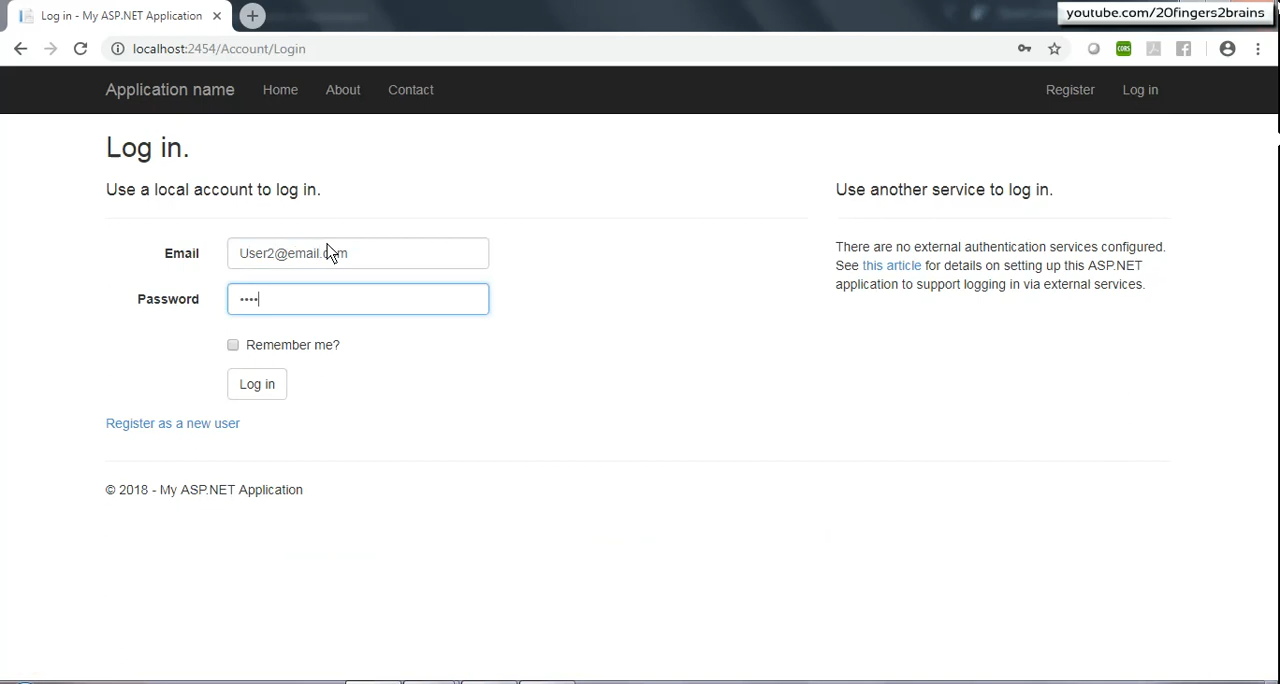 Log in - My ASP.NET Application
youtube.com/20fingers2brains
localhost:2454/Account/Login
CORS
Application name Home About Contact Register Log in
Log in.
Use a local account to log in.
Use another service to log in.
Email User2@email.com
Password ••••
Remember me?
Log in
Register as a new user
There are no external authentication services configured.
See this article for details on setting up this ASP.NET
application to support logging in via external services.
© 2018 - My ASP.NET Application